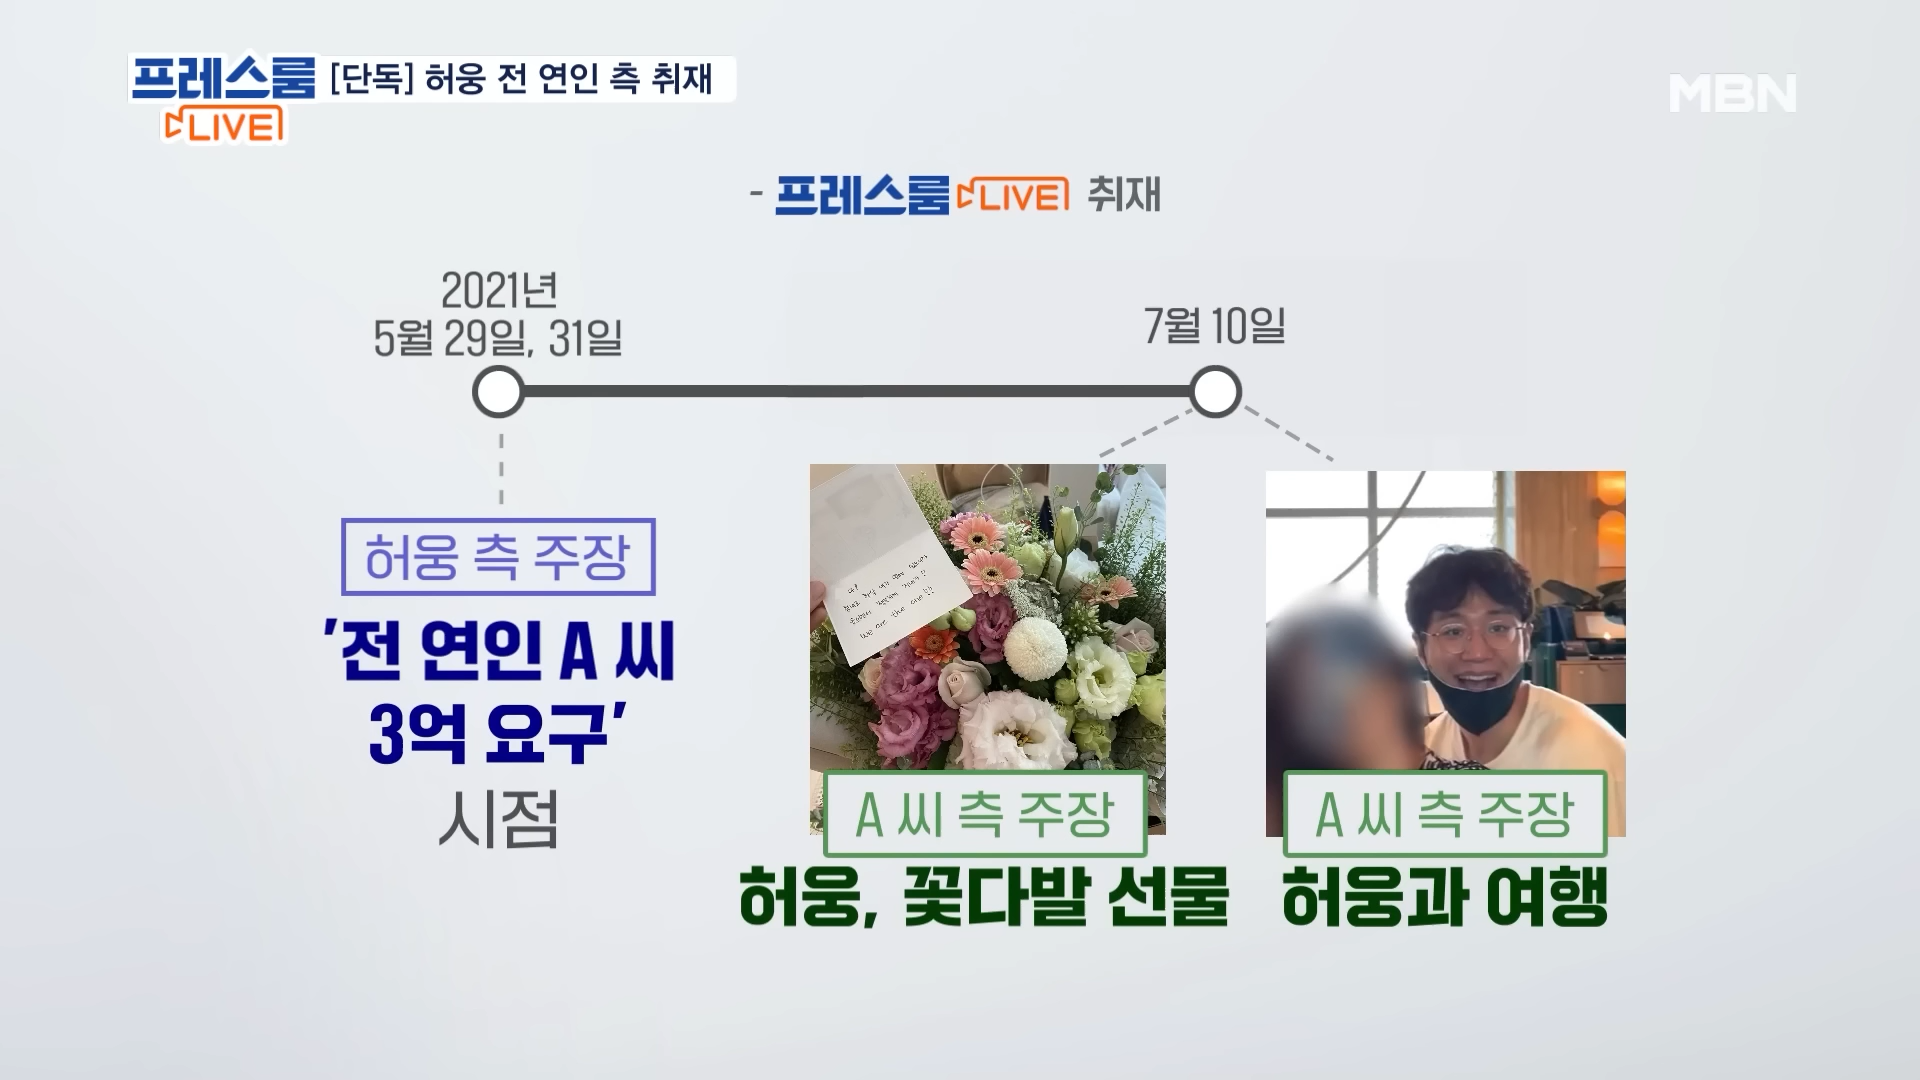 프레스룸 [단독] 허웅 전 연인 측 취재
LIVE
MBN
- 프레스룸 LIVE 취재
2021년
5월 29일, 31일
7월 10일
허웅 측 주장
'전 연인 A 씨
3억 요구'
시점
we are the one!!
A 씨 측 주장
허웅, 꽃다발 선물
A 씨 측 주장
허웅과 여행